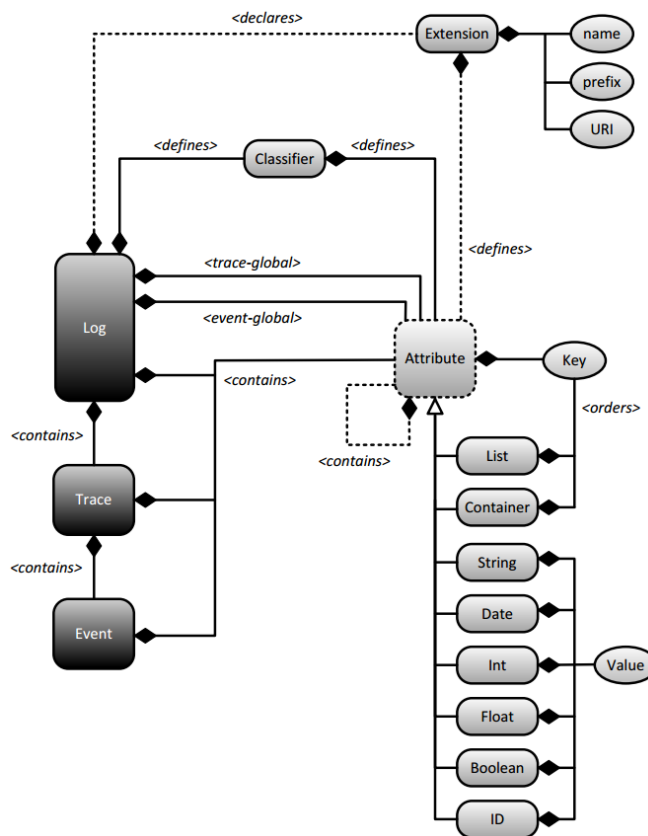 <declares>
Extension
name
prefix
URI
<defines>
Classifier
<defines>
<defines>
<trace-global>
<event-global>
Log
Attribute
Key
<contains>
<orders>
<contains>
<contains>
List
Trace
Container
String
<contains>
Date
Event
Int
Value
Float
Boolean
ID